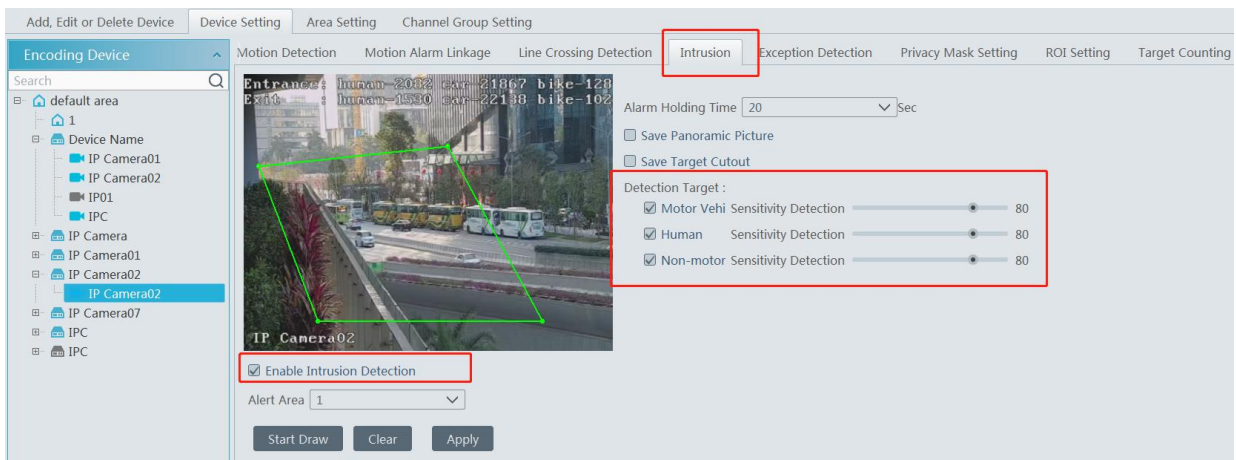 Add, Edit or Delete Device
Device Setting
Area Setting
Channel Group Setting
Encoding Device
Search
default area
1
Device Name
IP Camera01
IP Camera02
IP01
IPC
IP Camera
IP Camera01
IP Camera02
IP Camera02
IP Camera07
IPC
IPC
Motion Detection
Motion Alarm Linkage
Line Crossing Detection
Intrusion
Exception Detection
Privacy Mask Setting
ROI Setting
Target Counting
Entrance: human-2082 car-21867 bike-128
Exit : human-1530 car-22138 bike-102
IP Camera02
Enable Intrusion Detection
Alert Area 1
Start Draw
Clear
Apply
Alarm Holding Time 20 Sec
Save Panoramic Picture
Save Target Cutout
Detection Target :
Motor Vehi Sensitivity Detection 80
Human Sensitivity Detection 80
Non-motor Sensitivity Detection 80